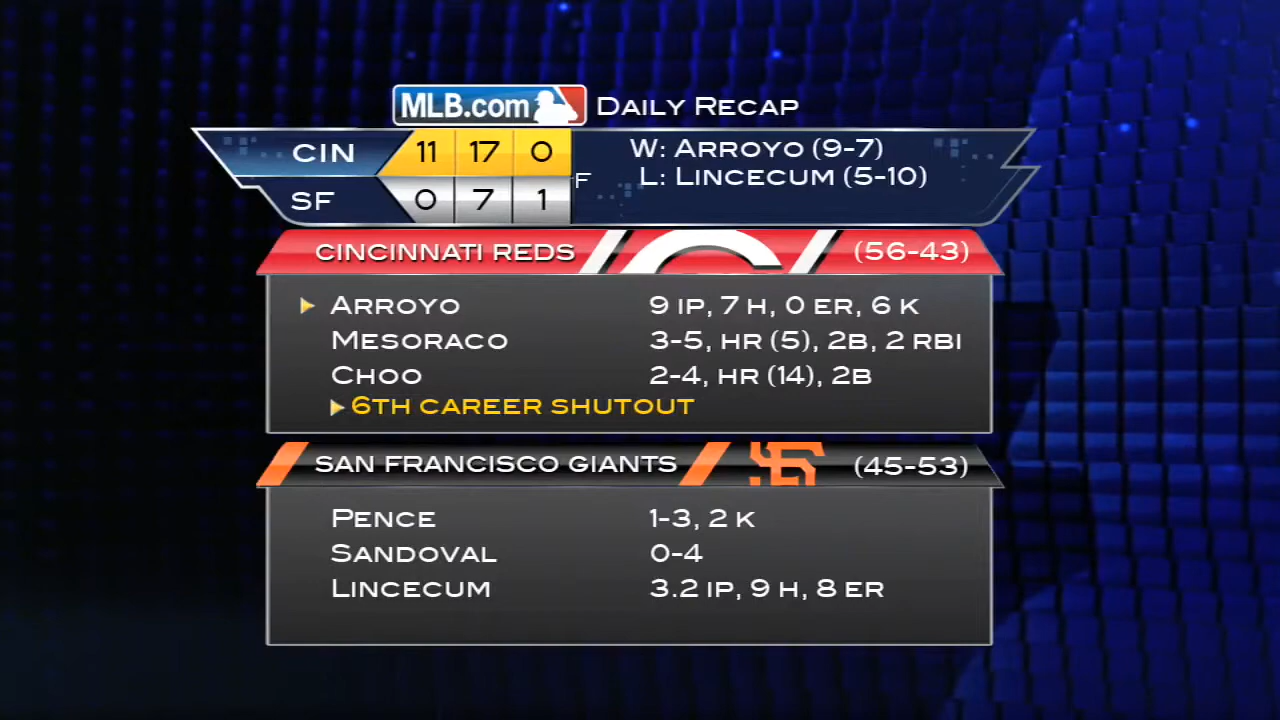 MLB.com DAILY RECAP
CIN 11 17 0
SF 0 7 1
F
W: ARROYO (9-7)
L: LINCECUM (5-10)
CINCINNATI REDS (56-43)
ARROYO 9 IP, 7 H, 0 ER, 6 K
MESORACO 3-5, HR (5), 2B, 2 RBI
CHOO 2-4, HR (14), 2B
6TH CAREER SHUTOUT
SAN FRANCISCO GIANTS SF (45-53)
PENCE 1-3, 2 K
SANDOVAL 0-4
LINCECUM 3.2 IP, 9 H, 8 ER